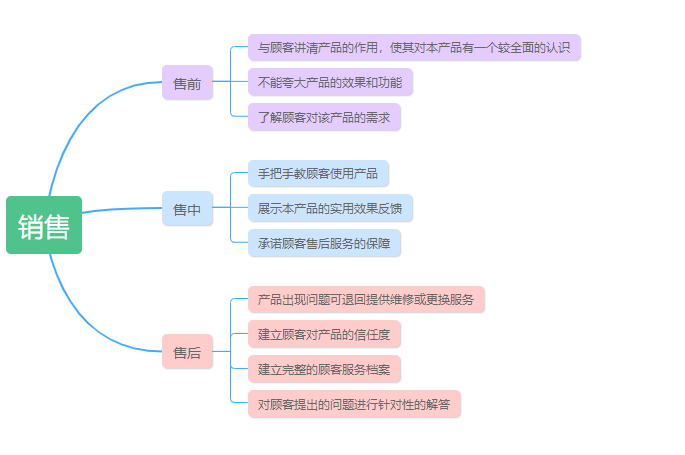 销售
售前
与顾客讲清产品的作用，使其对本产品有一个较全面的认识
不能夸大产品的效果和功能
了解顾客对该产品的需求
售中
手把手教顾客使用产品
展示本产品的实用效果反馈
承诺顾客售后服务的保障
售后
产品出现问题可退回提供维修或更换服务
建立顾客对产品的信任度
建立完整的顾客服务档案
对顾客提出的问题进行针对性的解答